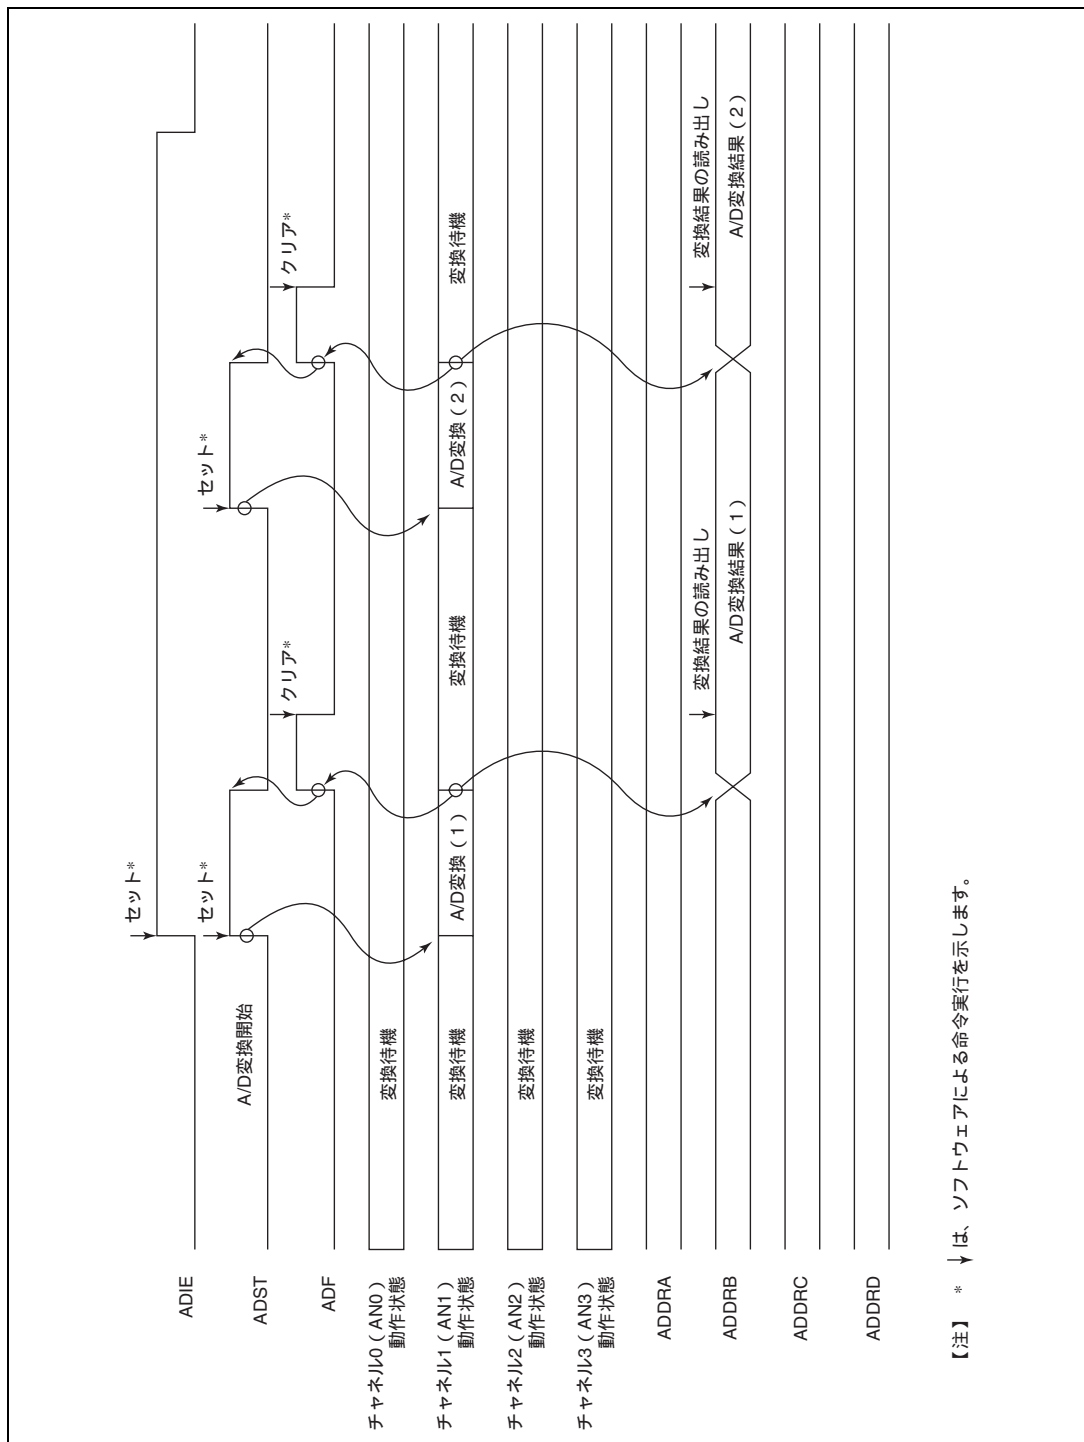 ADIE
セット*
ADST
A/D変換開始
セット*
セット*
ADF
クリア*
クリア*
チャネル0（AN0）
動作状態
変換待機
チャネル1（AN1）
動作状態
変換待機
A/D変換（1）
変換待機
A/D変換（2）
変換待機
チャネル2（AN2）
動作状態
変換待機
チャネル3（AN3）
動作状態
変換待機
ADDRA
ADDRB
変換結果の読み出し
A/D変換結果（1）
変換結果の読み出し
A/D変換結果（2）
ADDRC
ADDRD
【注】 * ↓は、ソフトウェアによる命令実行を示します。